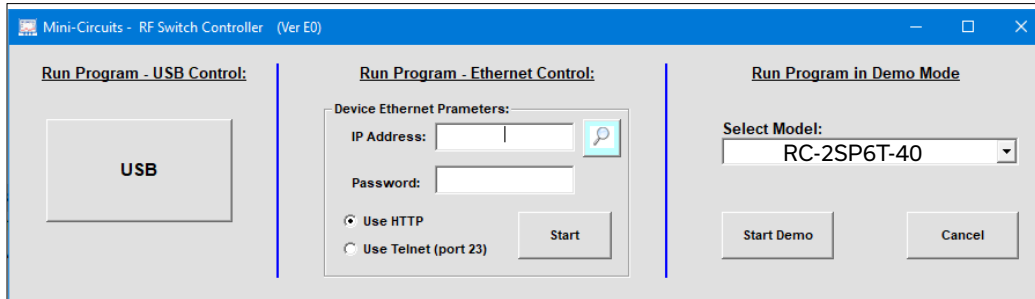 Mini-Circuits - RF Switch Controller (Ver E0)
Run Program - USB Control:
USB
Run Program - Ethernet Control:
Device Ethernet Prameters:
IP Address:
Password:
Use HTTP
Use Telnet (port 23)
Start
Run Program in Demo Mode
Select Model:
RC-2SP6T-40
Start Demo
Cancel